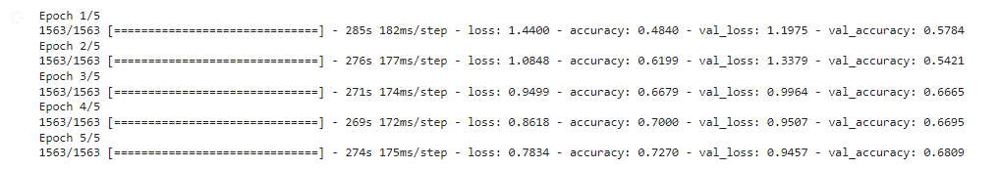 Epoch 1/5
1563/1563 [==============================] - 285s 182ms/step - loss: 1.4400 - accuracy: 0.4840 - val_loss: 1.1975 - val_accuracy: 0.5784
Epoch 2/5
1563/1563 [==============================] - 276s 177ms/step - loss: 1.0848 - accuracy: 0.6199 - val_loss: 1.3379 - val_accuracy: 0.5421
Epoch 3/5
1563/1563 [==============================] - 271s 174ms/step - loss: 0.9499 - accuracy: 0.6679 - val_loss: 0.9964 - val_accuracy: 0.6665
Epoch 4/5
1563/1563 [==============================] - 269s 172ms/step - loss: 0.8618 - accuracy: 0.7000 - val_loss: 0.9507 - val_accuracy: 0.6695
Epoch 5/5
1563/1563 [==============================] - 274s 175ms/step - loss: 0.7834 - accuracy: 0.7270 - val_loss: 0.9457 - val_accuracy: 0.6809